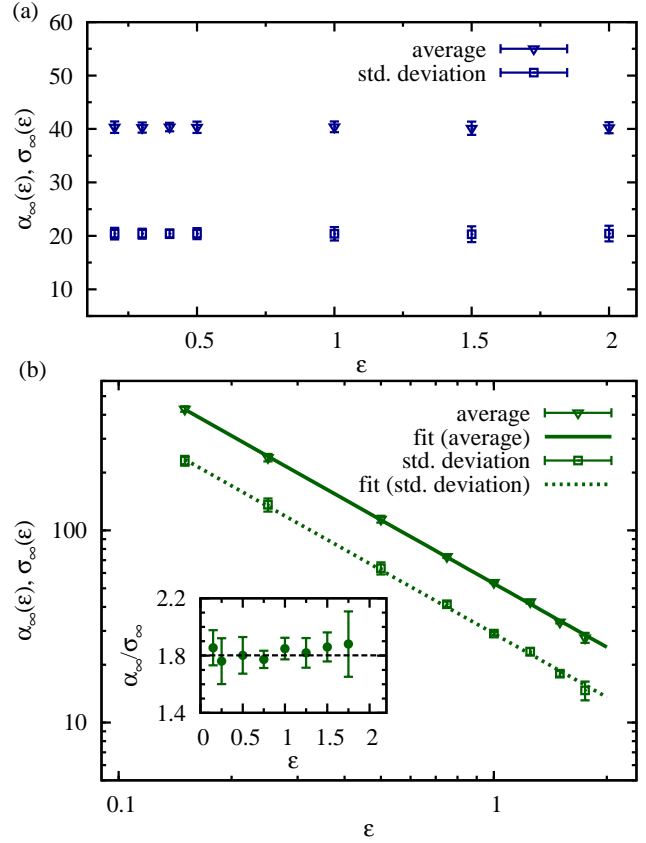 (a)
60
50
40
30
20
10
α∞(ε), σ∞(ε)
average
std. deviation
0.5 1 1.5 2
ε
(b)
100
10
α∞(ε), σ∞(ε)
average
fit (average)
std. deviation
fit (std. deviation)
2.2
1.8
1.4
α∞/σ∞
0 0.5 1 1.5 2
ε
0.1 1
ε